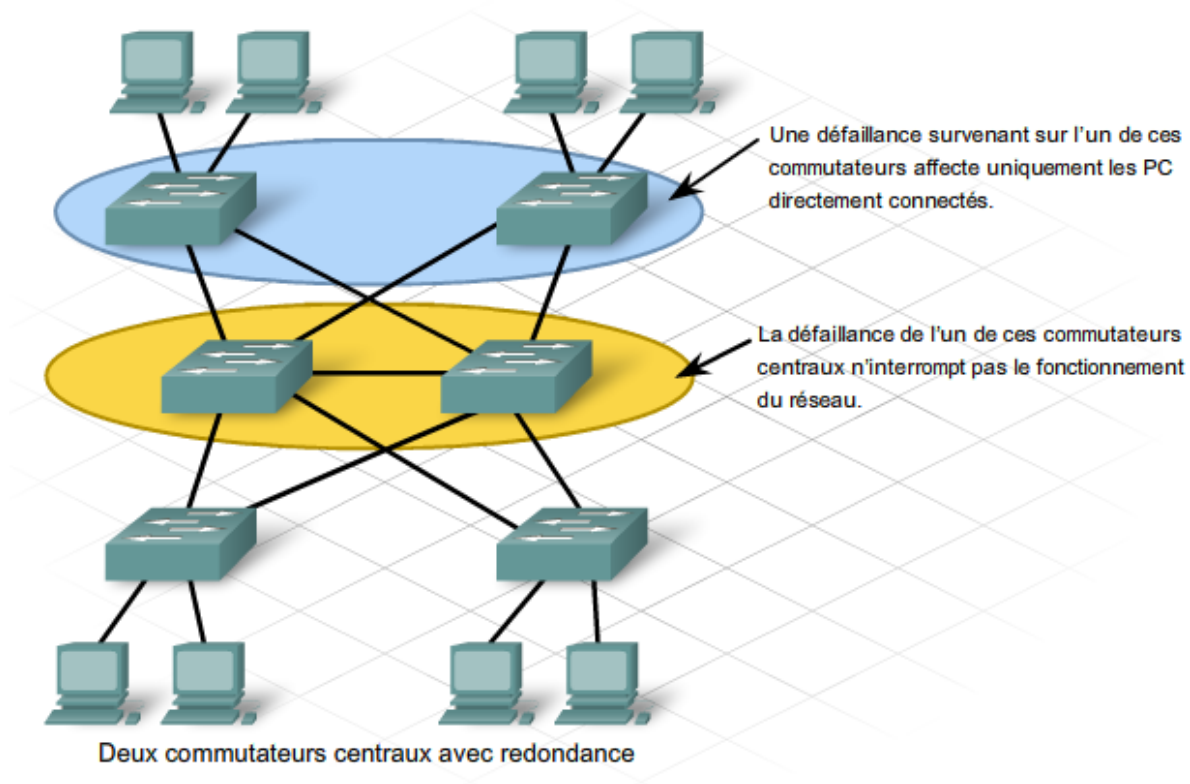 Une défaillance survenant sur l'un de ces
commutateurs affecte uniquement les PC
directement connectés.
La défaillance de l'un de ces commutateurs
centraux n'interrompt pas le fonctionnement
du réseau.
Deux commutateurs centraux avec redondance